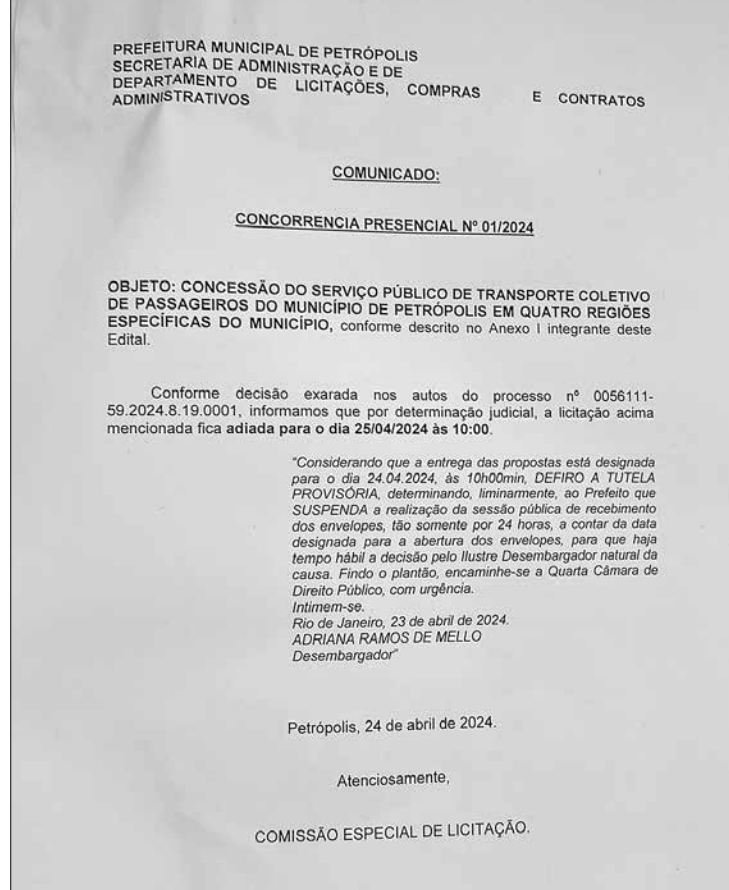 PREFEITURA MUNICIPAL DE PETRÓPOLIS
SECRETARIA DE ADMINISTRAÇÃO E DE
DEPARTAMENTO DE LICITAÇÕES, COMPRAS E CONTRATOS
ADMINISTRATIVOS
COMUNICADO:
CONCORRENCIA PRESENCIAL Nº 01/2024
OBJETO: CONCESSÃO DO SERVIÇO PÚBLICO DE TRANSPORTE COLETIVO
DE PASSAGEIROS DO MUNICÍPIO DE PETRÓPOLIS EM QUATRO REGIÕES
ESPECÍFICAS DO MUNICÍPIO, conforme descrito no Anexo I integrante deste
Edital.
Conforme decisão exarada nos autos do processo nº 0056111-
59.2024.8.19.0001, informamos que por determinação judicial, a licitação acima
mencionada fica adiada para o dia 25/04/2024 às 10:00.
"Considerando que a entrega das propostas está designada
para o dia 24.04.2024, às 10h00min, DEFIRO A TUTELA
PROVISÓRIA, determinando, liminarmente, ao Prefeito que
SUSPENDA a realização da sessão pública de recebimento
dos envelopes, tão somente por 24 horas, a contar da data
designada para a abertura dos envelopes, para que haja
tempo hábil a decisão pelo Ilustre Desembargador natural da
causa. Findo o plantão, encaminhe-se a Quarta Câmara de
Direito Público, com urgência.
Intimem-se.
Rio de Janeiro, 23 de abril de 2024.
ADRIANA RAMOS DE MELLO
Desembargador"
Petrópolis, 24 de abril de 2024.
Atenciosamente,
COMISSÃO ESPECIAL DE LICITAÇÃO.